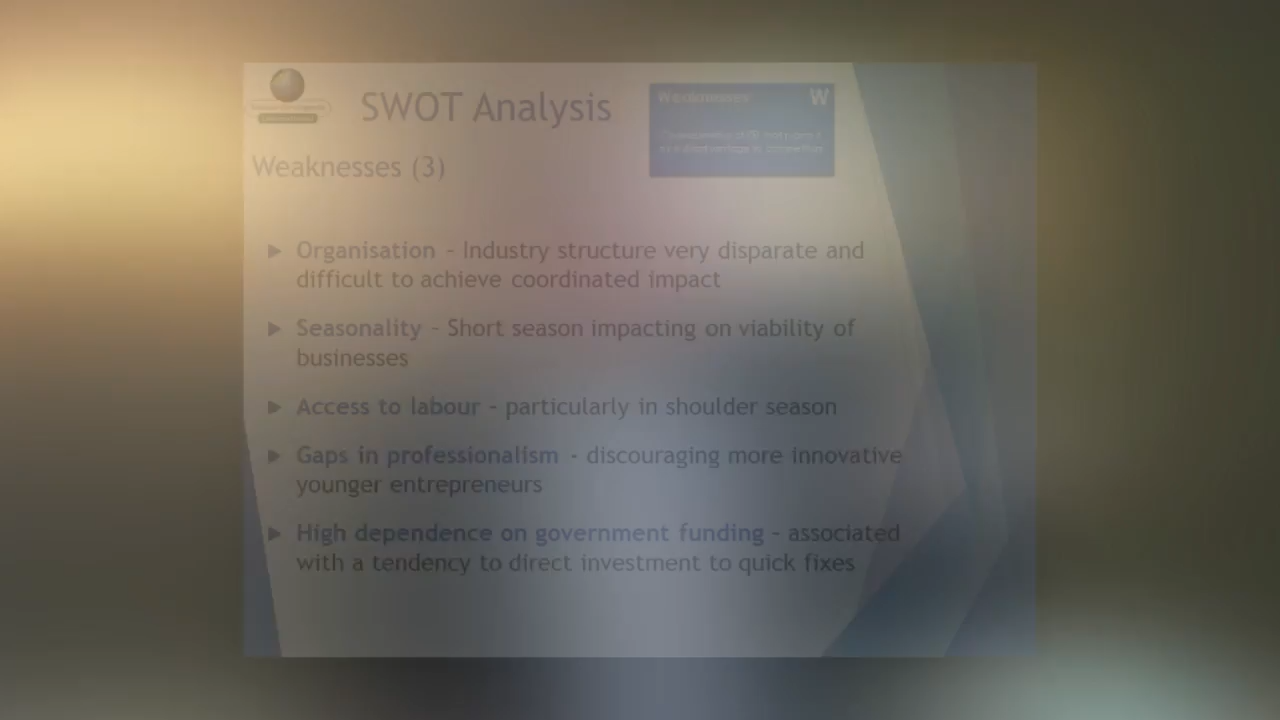 SWOT Analysis
Weaknesses W
Weaknesses (3)
Organisation – Industry structure very disparate and
difficult to achieve coordinated impact
Seasonality – Short season impacting on viability of
businesses
Access to labour – particularly in shoulder season
Gaps in professionalism - discouraging more innovative
younger entrepreneurs
High dependence on government funding – associated
with a tendency to direct investment to quick fixes